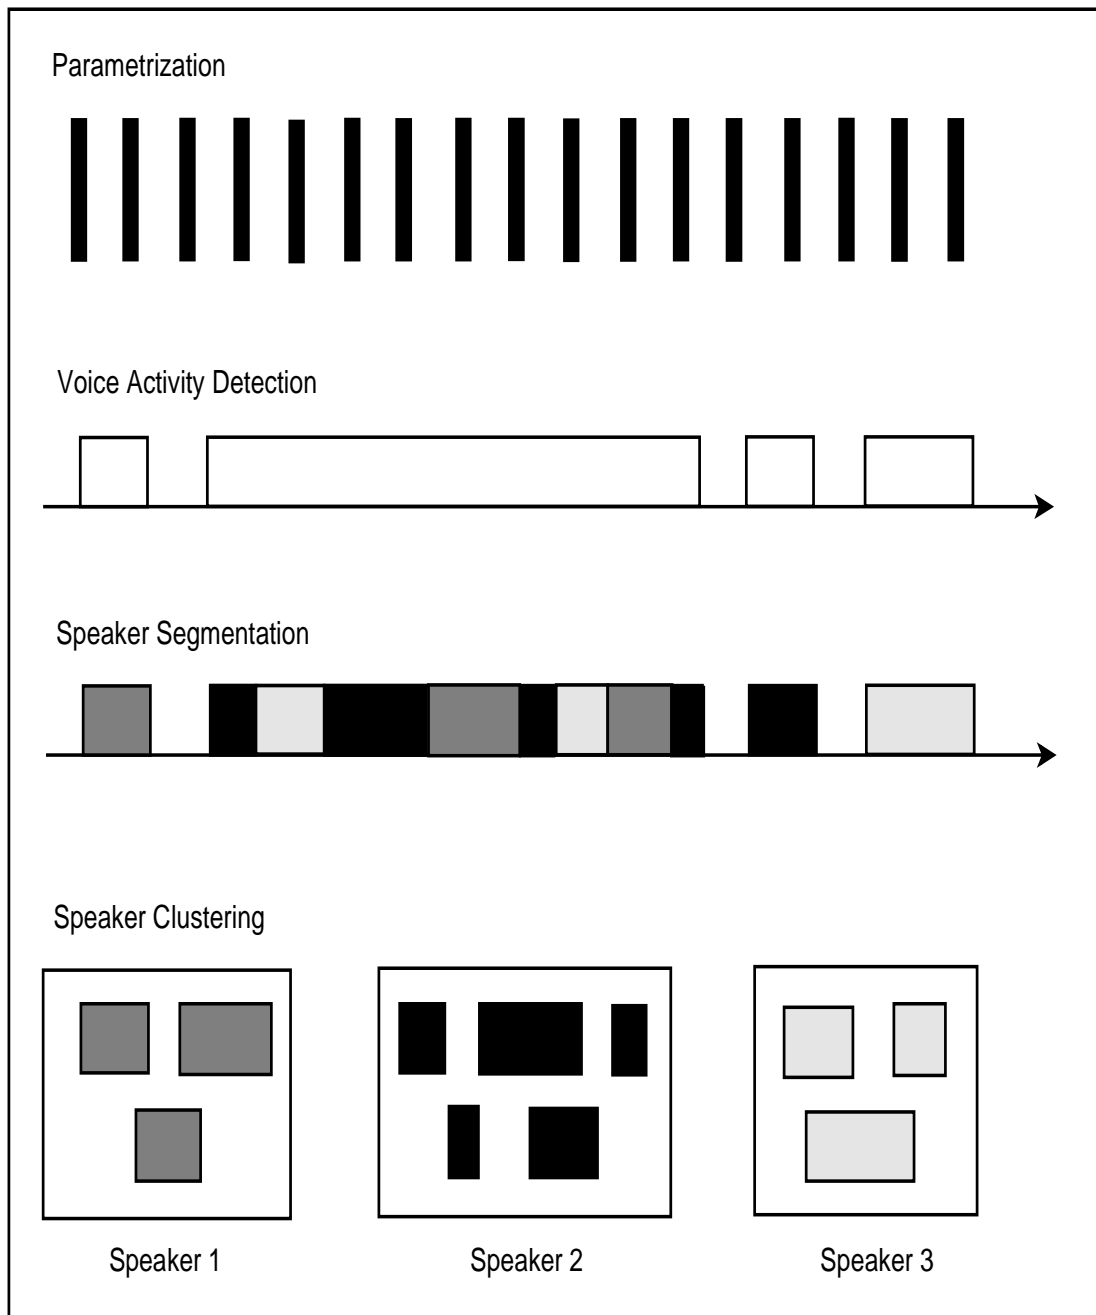 Parametrization
Voice Activity Detection
Speaker Segmentation
Speaker Clustering
Speaker 1
Speaker 2
Speaker 3